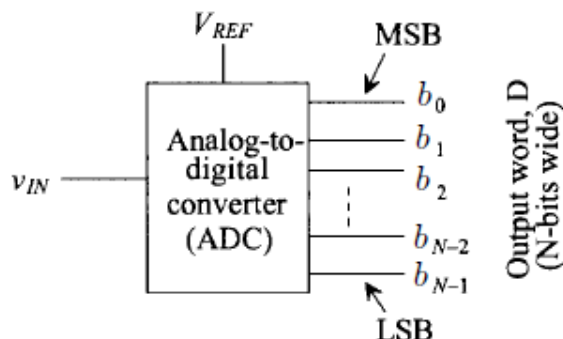 V_REF
MSB
v_IN
Analog-to-
digital
converter
(ADC)
b_0
b_1
b_2
b_{N-2}
b_{N-1}
LSB
Output word, D
(N-bits wide)